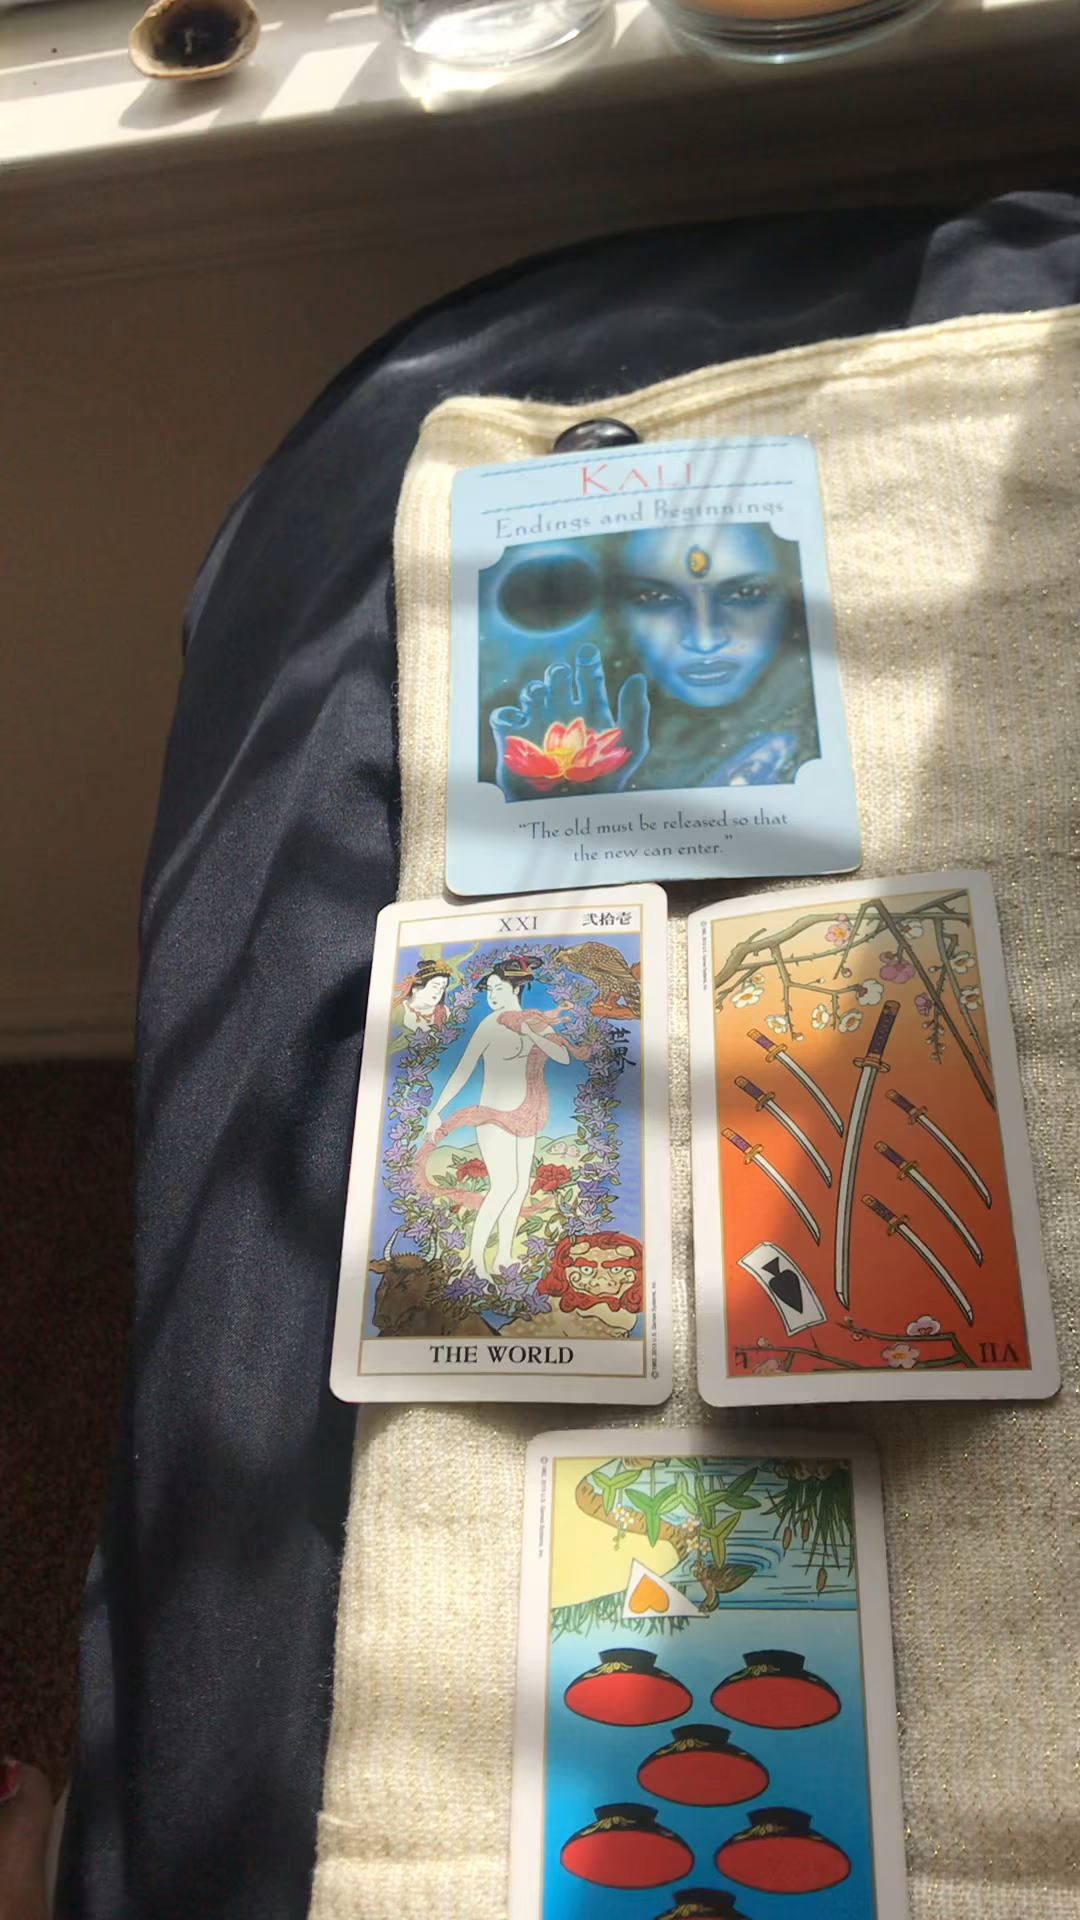 KALI
Endings and Beginnings
"The old must be released so that
the new can enter."
XXI 弐拾壱
世界
THE WORLD
VII